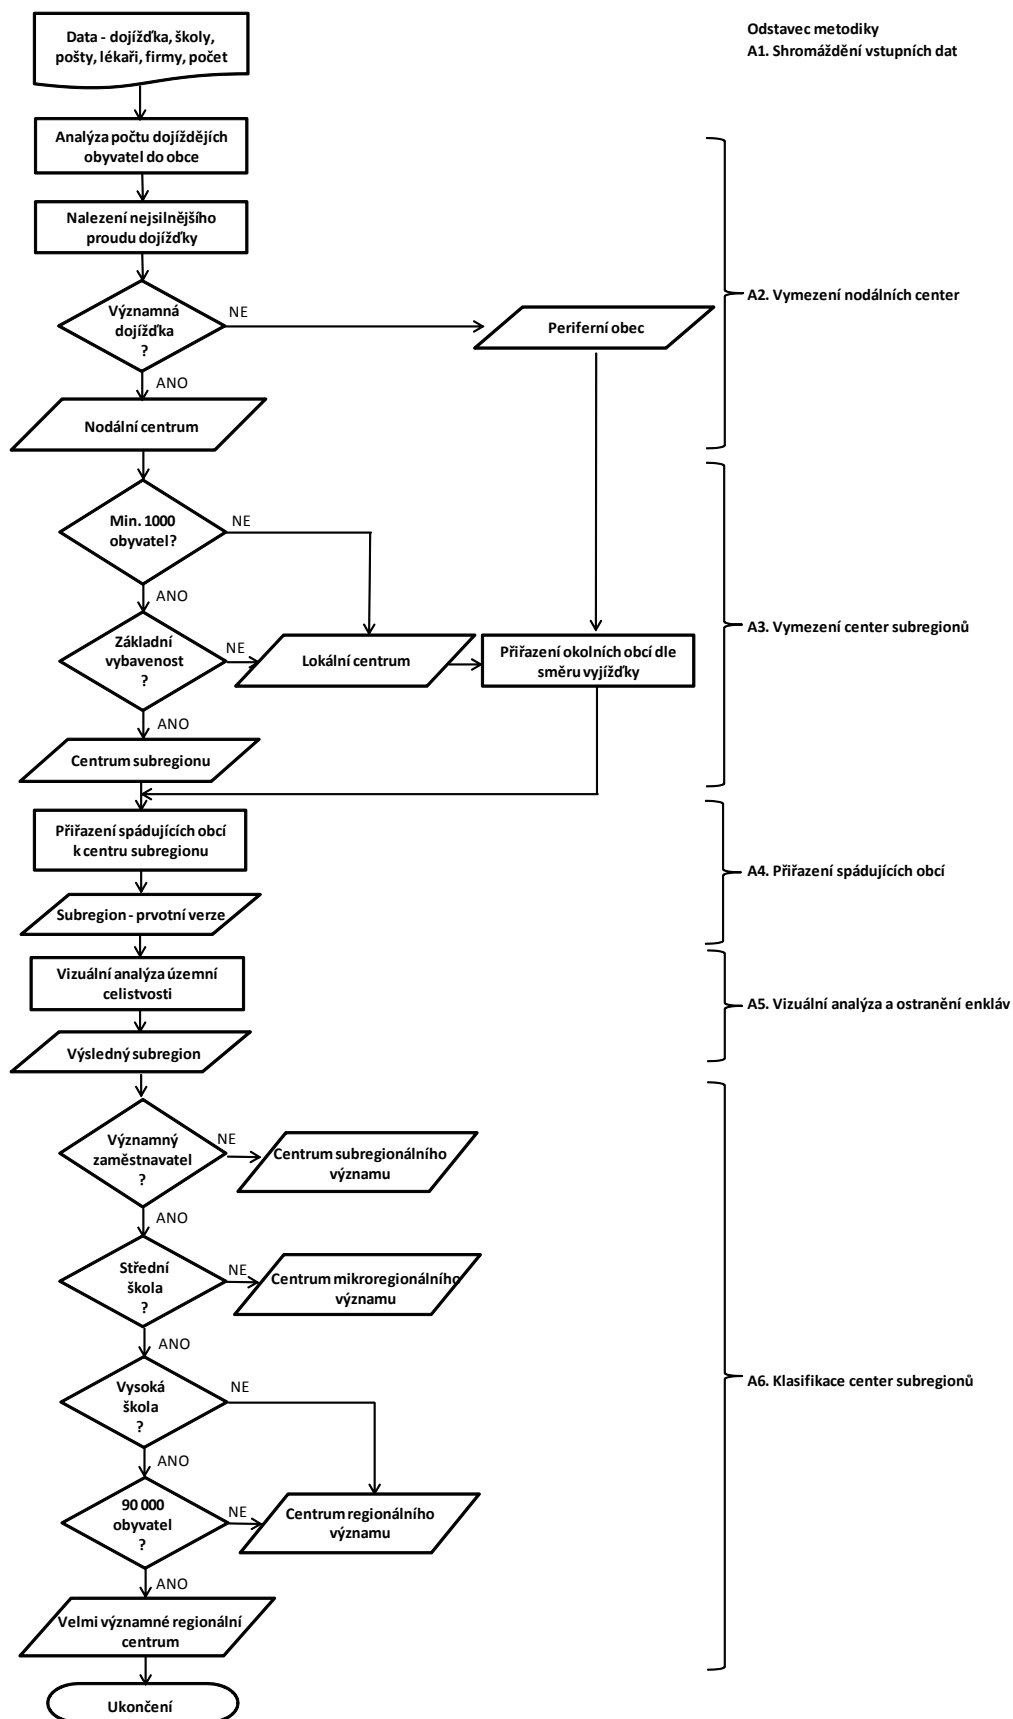 Data - dojížďka, školy,
pošty, lékaři, firmy, počet
Odstavec metodiky
A1. Shromáždění vstupních dat
Analýza počtu dojíždějích
obyvatel do obce
Nalezení nejsilnějšího
proudu dojížďky
A2. Vymezení nodálních center
Významná
dojížďka
?
NE
Periferní obec
ANO
Nodální centrum
Min. 1000
obyvatel?
NE
ANO
A3. Vymezení center subregionů
Základní
vybavenost
?
NE
Lokální centrum
Přiřazení okolních obcí dle
směru vyjížďky
ANO
Centrum subregionu
Přiřazení spádujících obcí
k centru subregionu
A4. Přiřazení spádujících obcí
Subregion - prvotní verze
Vizuální analýza územní
celistvosti
A5. Vizuální analýza a ostranění enkláv
Výsledný subregion
Významný
zaměstnavatel
?
NE
Centrum subregionálního
významu
ANO
Střední
škola
?
NE
Centrum mikroregionálního
významu
ANO
A6. Klasifikace center subregionů
Vysoká
škola
?
NE
ANO
90 000
obyvatel
?
NE
Centrum regionálního
významu
ANO
Velmi významné regionální
centrum
Ukončení